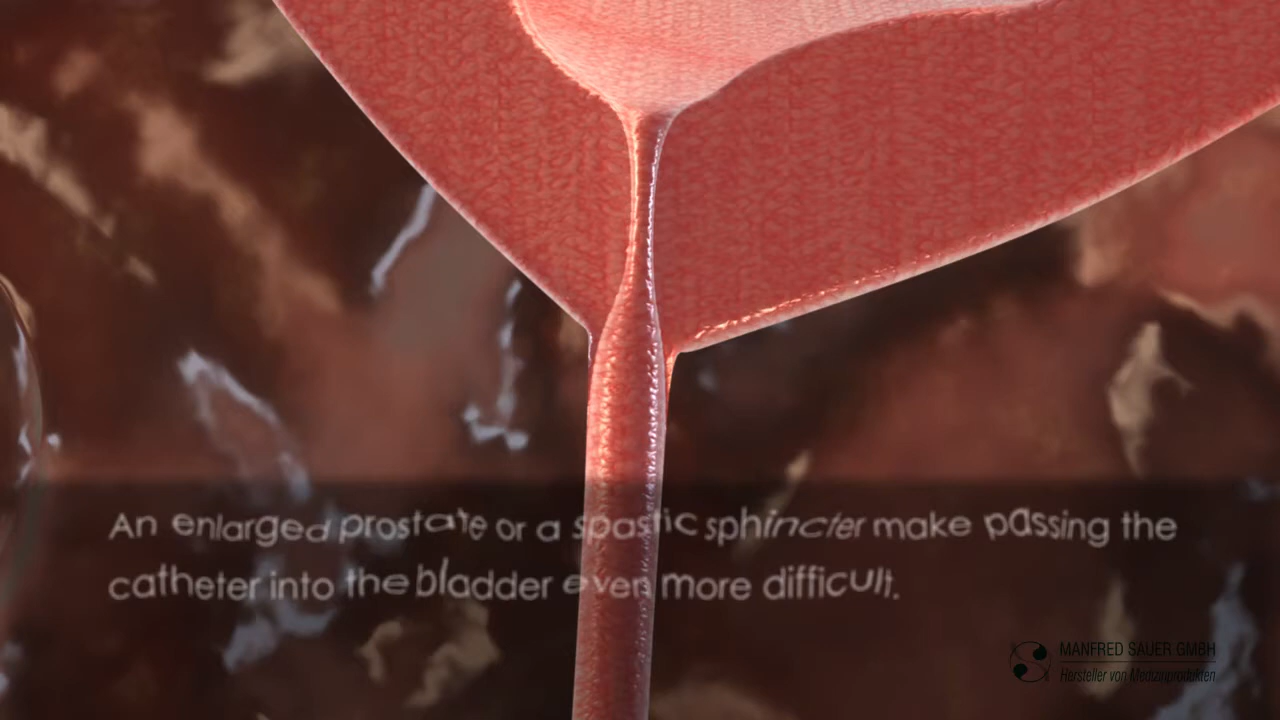 An enlarged prostate or a spastic sphincter make passing the
catheter into the bladder even more difficult.
MANFRED SAUER GMBH
Hersteller von Medizinprodukten